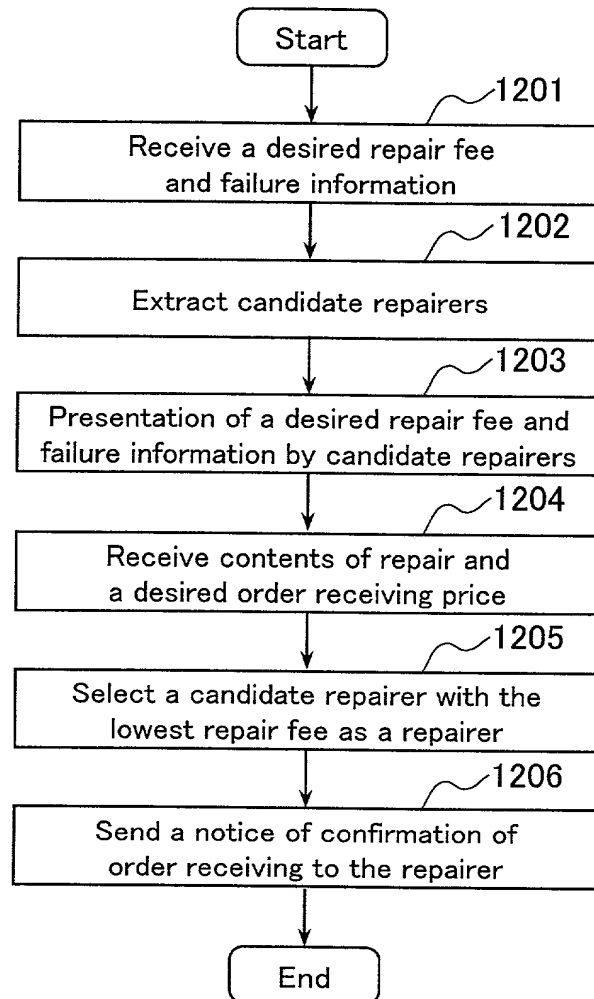 Start
1201
Receive a desired repair fee
and failure information
1202
Extract candidate repairers
1203
Presentation of a desired repair fee and
failure information by candidate repairers
1204
Receive contents of repair and
a desired order receiving price
1205
Select a candidate repairer with the
lowest repair fee as a repairer
1206
Send a notice of confirmation of
order receiving to the repairer
End